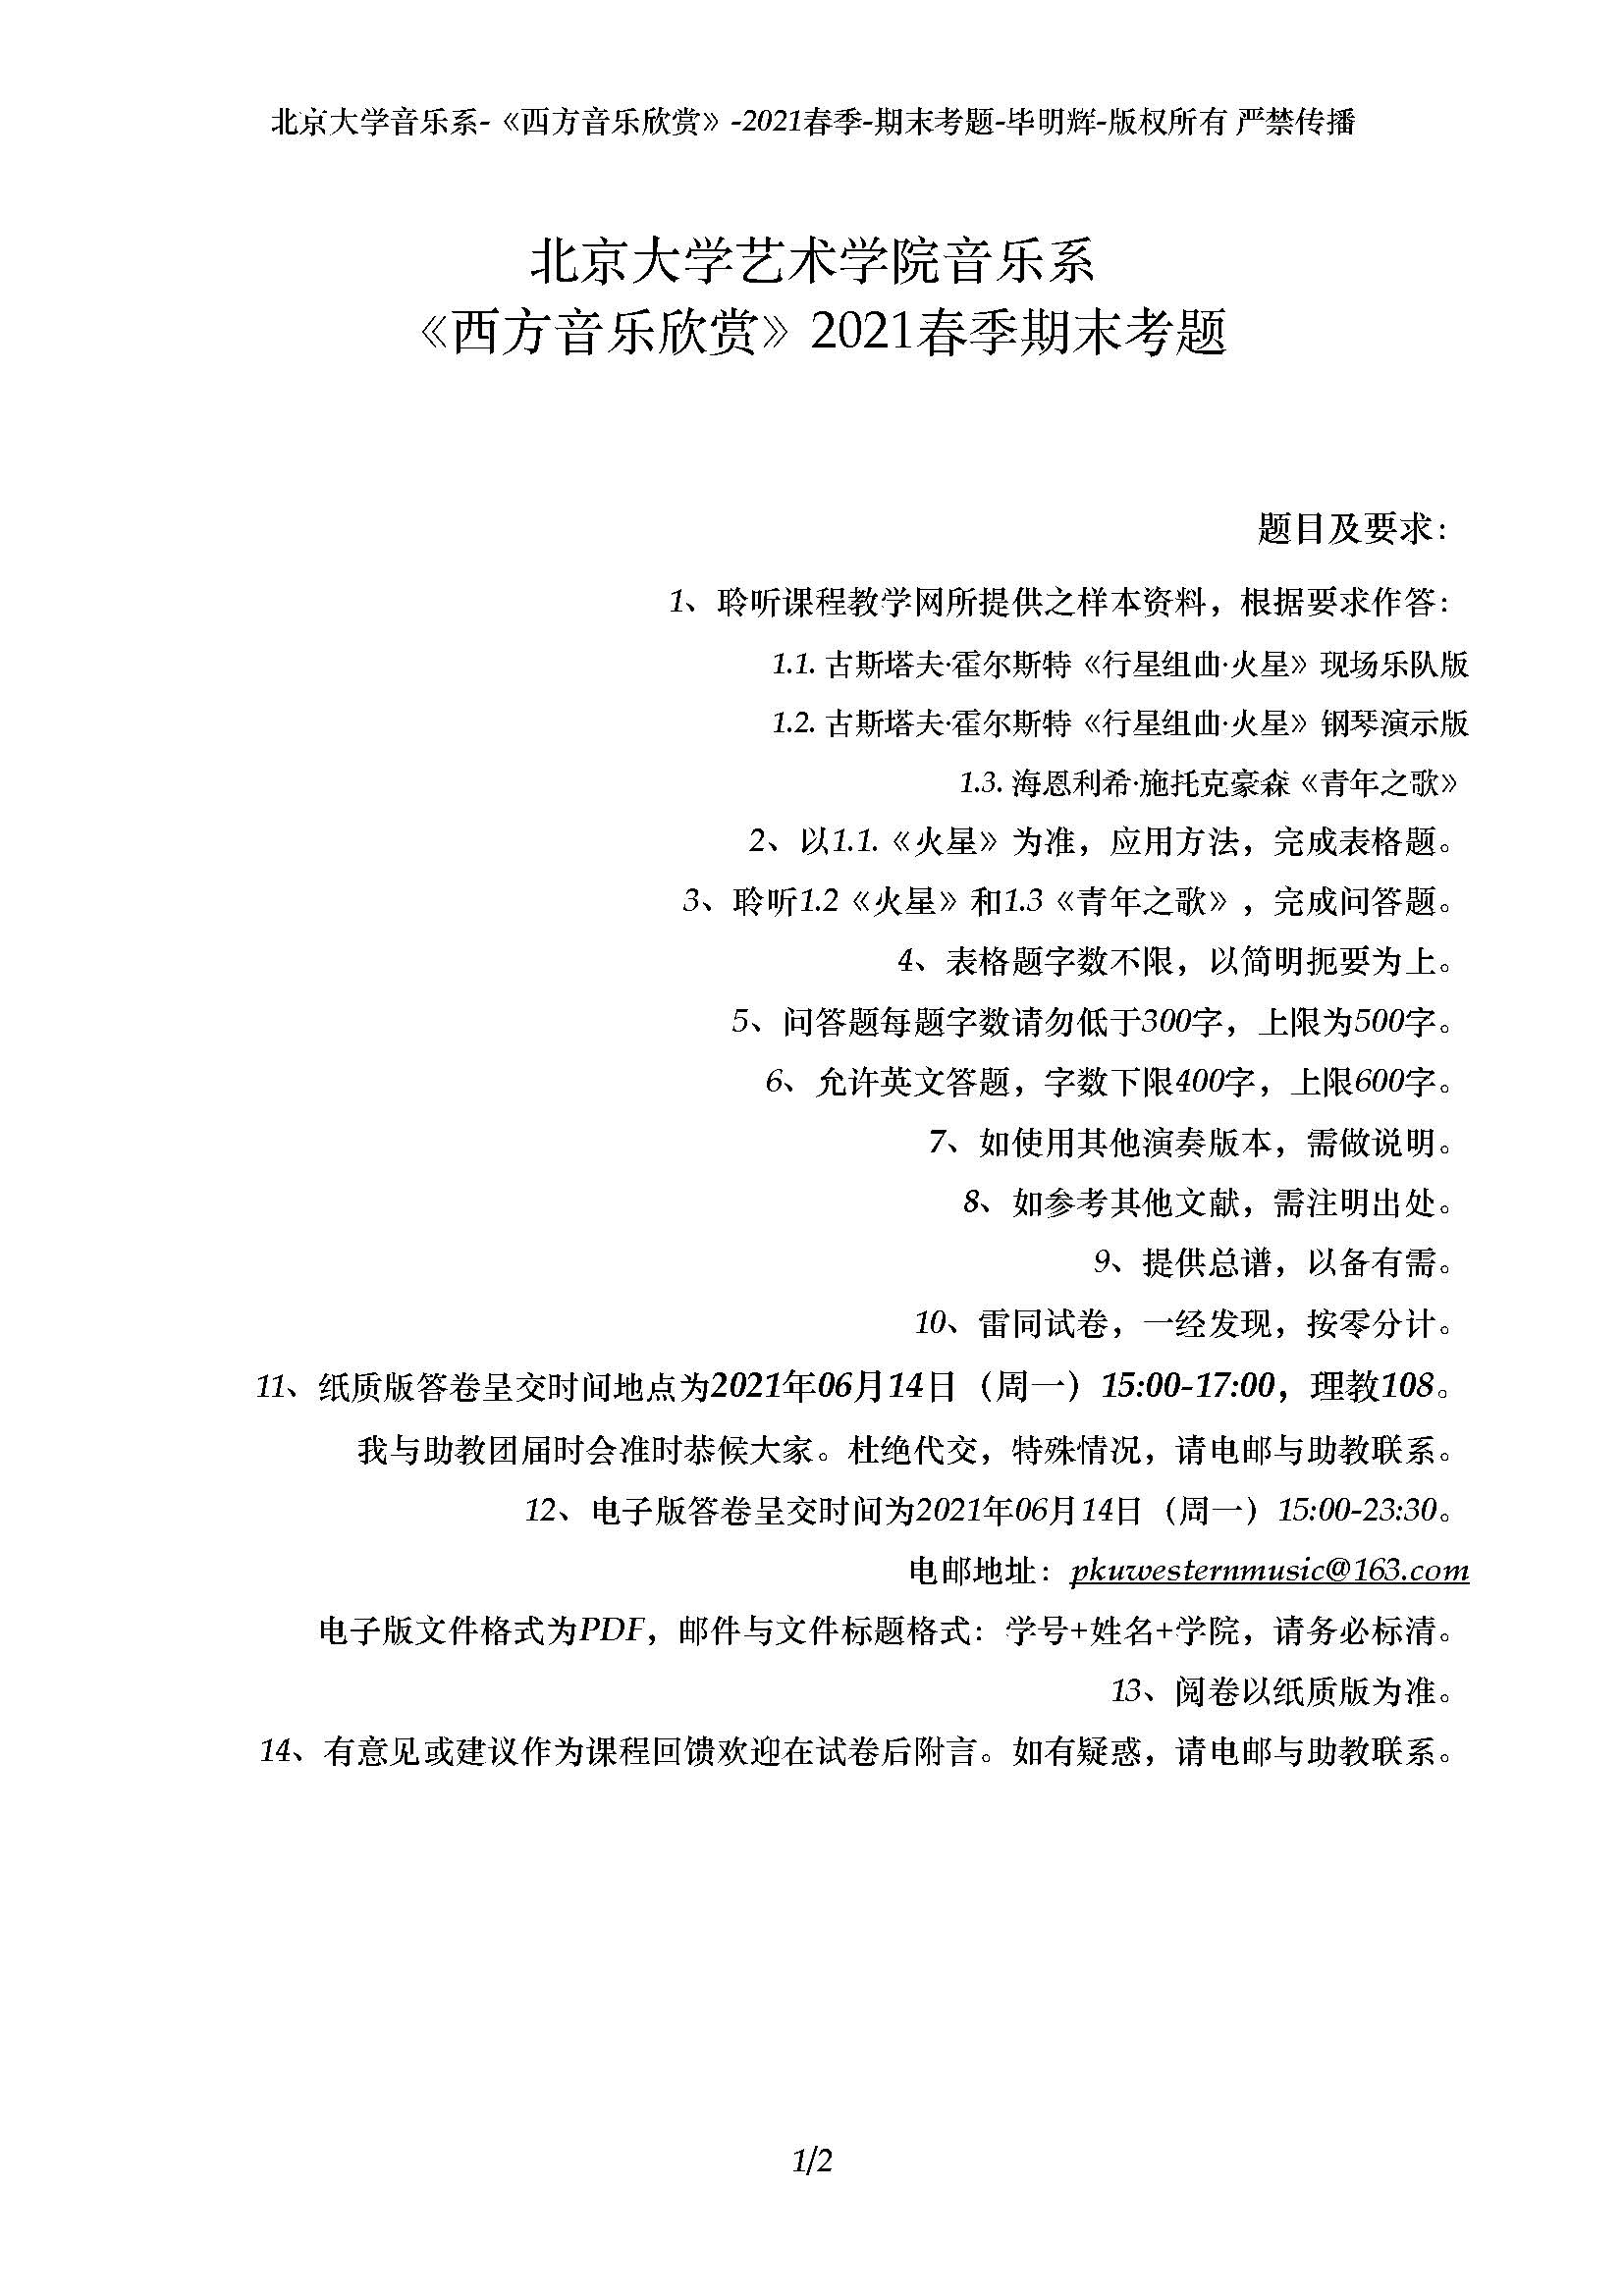 北京大学音乐系-《西方音乐欣赏》-2021春季-期末考题-毕明辉-版权所有 严禁传播
北京大学艺术学院音乐系
《西方音乐欣赏》2021春季期末考题
题目及要求：
1、聆听课程教学网所提供之样本资料，根据要求作答：
1.1. 古斯塔夫·霍尔斯特《行星组曲·火星》现场乐队版
1.2. 古斯塔夫·霍尔斯特《行星组曲·火星》钢琴演示版
1.3. 海恩利希·施托克豪森《青年之歌》
2、以1.1.《火星》为准，应用方法，完成表格题。
3、聆听1.2《火星》和1.3《青年之歌》，完成问答题。
4、表格题字数不限，以简明扼要为上。
5、问答题每题字数请勿低于300字，上限为500字。
6、允许英文答题，字数下限400字，上限600字。
7、如使用其他演奏版本，需做说明。
8、如参考其他文献，需注明出处。
9、提供总谱，以备有需。
10、雷同试卷，一经发现，按零分计。
11、纸质版答卷呈交时间地点为2021年06月14日（周一）15:00-17:00，理教108。
我与助教团届时会准时恭候大家。杜绝代交，特殊情况，请电邮与助教联系。
12、电子版答卷呈交时间为2021年06月14日（周一）15:00-23:30。
电邮地址：pkuwesternmusic@163.com
电子版文件格式为PDF，邮件与文件标题格式：学号+姓名+学院，请务必标清。
13、阅卷以纸质版为准。
14、有意见或建议作为课程回馈欢迎在试卷后附言。如有疑惑，请电邮与助教联系。
1/2